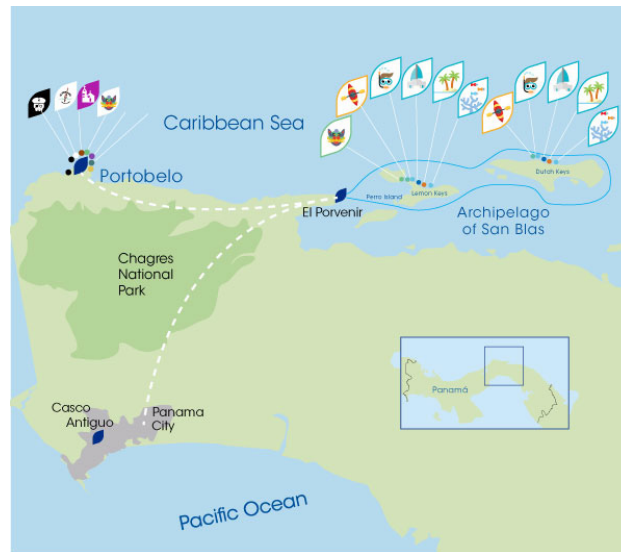 Caribbean Sea
Portobelo
Dutch Keys
Perro Island
Lemon Keys
El Porvenir
Archipelago
of San Blas
Chagres
National
Park
Panamá
Casco
Antiguo
Panama
City
Pacific Ocean